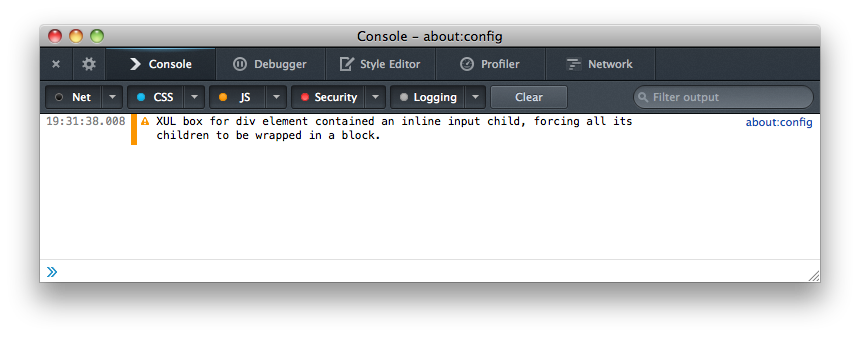 Console – about:config
Console Debugger Style Editor Profiler Network
Net CSS JS Security Logging Clear Filter output
19:31:38.008 XUL box for div element contained an inline input child, forcing all its about:config
children to be wrapped in a block.